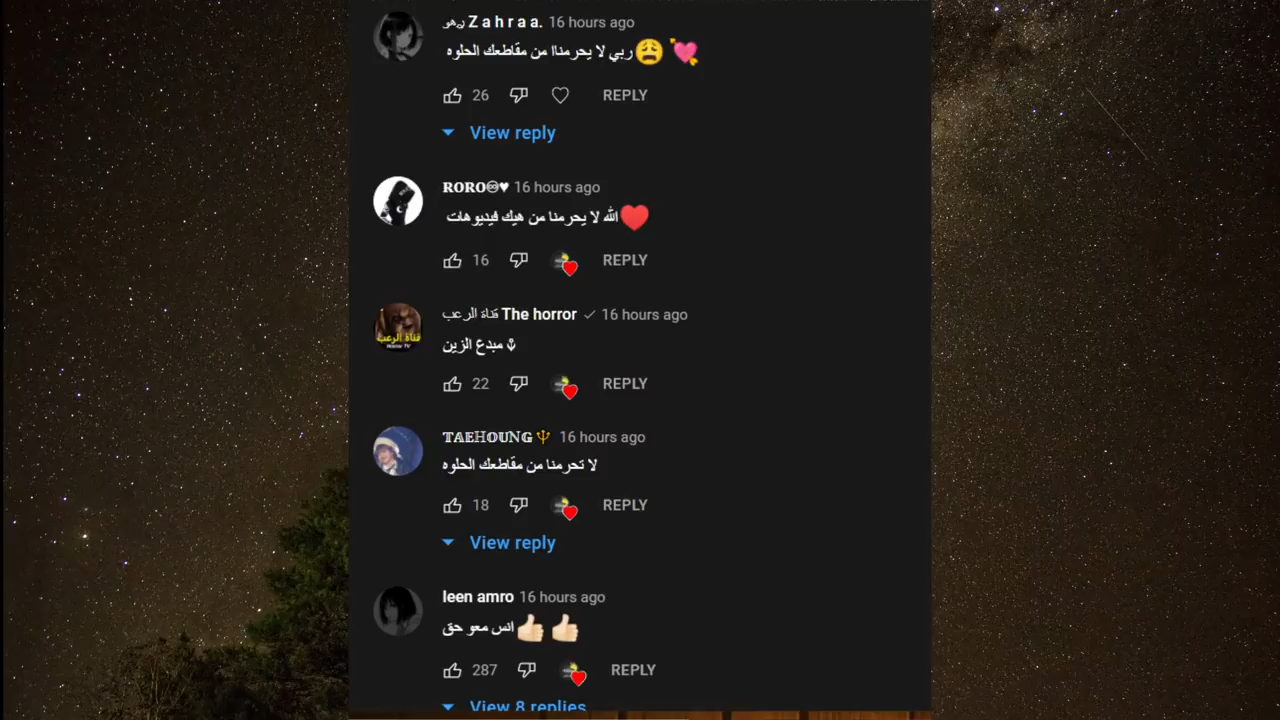 Z a h r a a. 16 hours ago
ربي لا يحرمناا من مقاطعك الحلوه😩 💘
26 REPLY
View reply
𝐑𝐎𝐑𝐎♾♥ 16 hours ago
الله لا يحرمنا من هيك فيديوهات❤️
16 REPLY
View reply
قناة الرعب The horror 16 hours ago
مبدع الزين
22 REPLY
𝕋𝔸𝔼ℍ𝕆𝕌ℕ𝔾🔱 16 hours ago
لا تحرمنا من مقاطعك الحلوه
18 REPLY
View reply
leen amro 16 hours ago
انس معو حق👍🏻 👍🏻
287 REPLY
View 8 replies